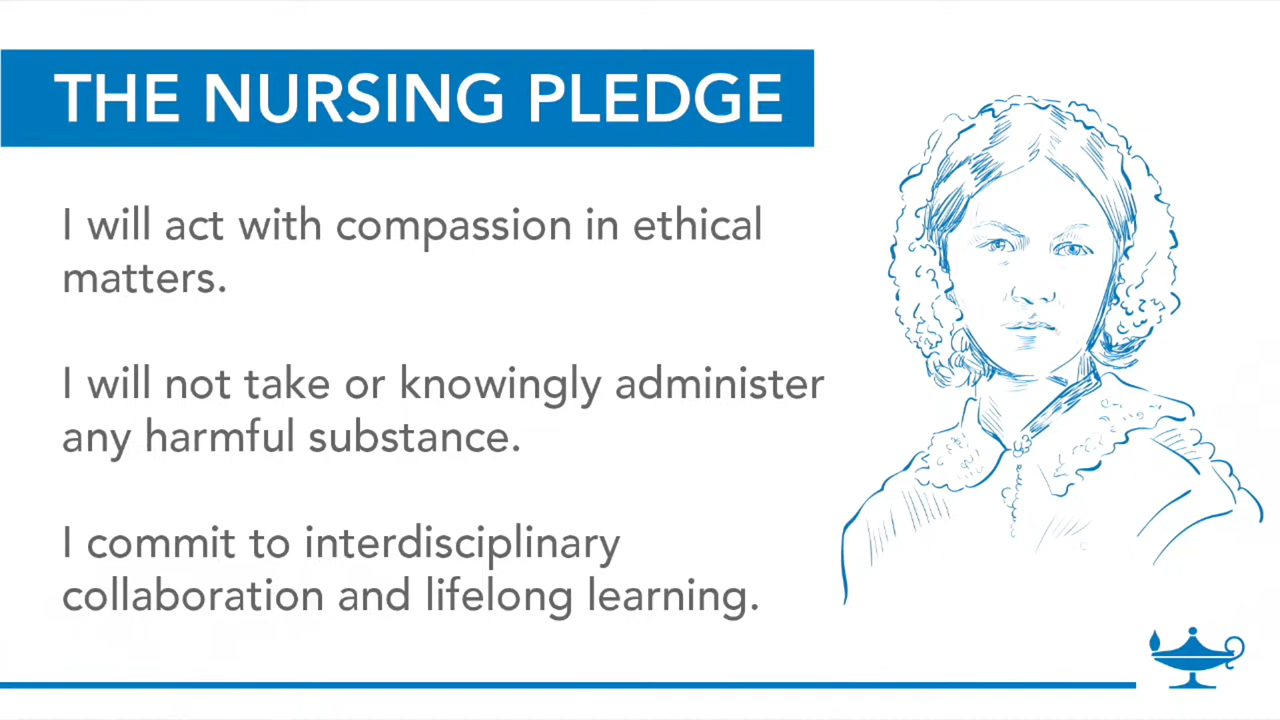 THE NURSING PLEDGE
I will act with compassion in ethical
matters.
I will not take or knowingly administer
any harmful substance.
I commit to interdisciplinary
collaboration and lifelong learning.